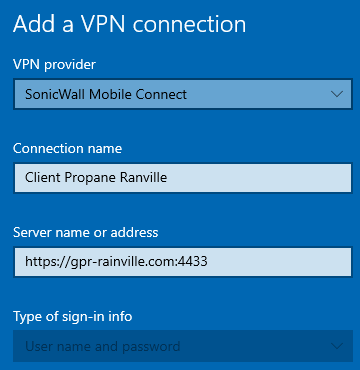 Add a VPN connection
VPN provider
SonicWall Mobile Connect
Connection name
Client Propane Ranville
Server name or address
https://gpr-rainville.com:4433
Type of sign-in info
User name and password